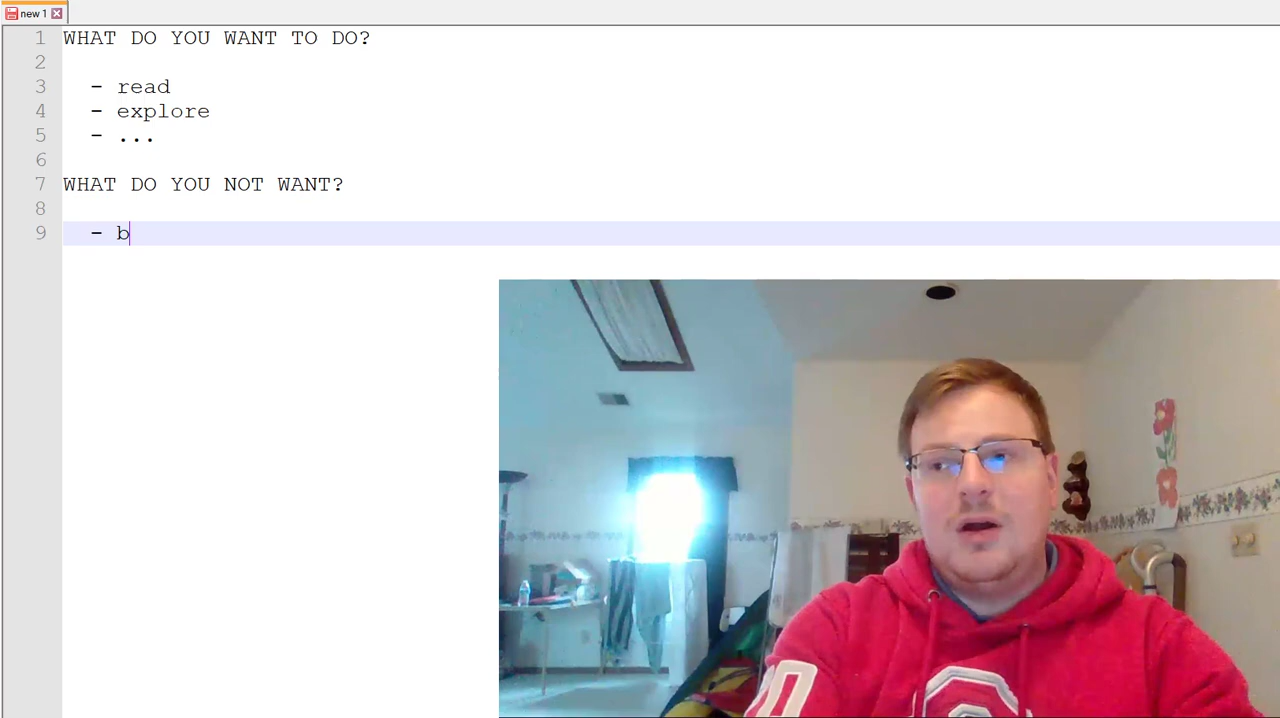 new 1
1 WHAT DO YOU WANT TO DO?
2
3 - read
4 - explore
5 - ...
6
7 WHAT DO YOU NOT WANT?
8
9 - b